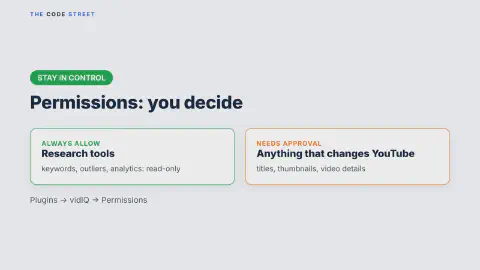 THE CODE STREET
STAY IN CONTROL
Permissions: you decide
ALWAYS ALLOW
Research tools
keywords, outliers, analytics: read-only
NEEDS APPROVAL
Anything that changes YouTube
titles, thumbnails, video details
Plugins → vidIQ → Permissions